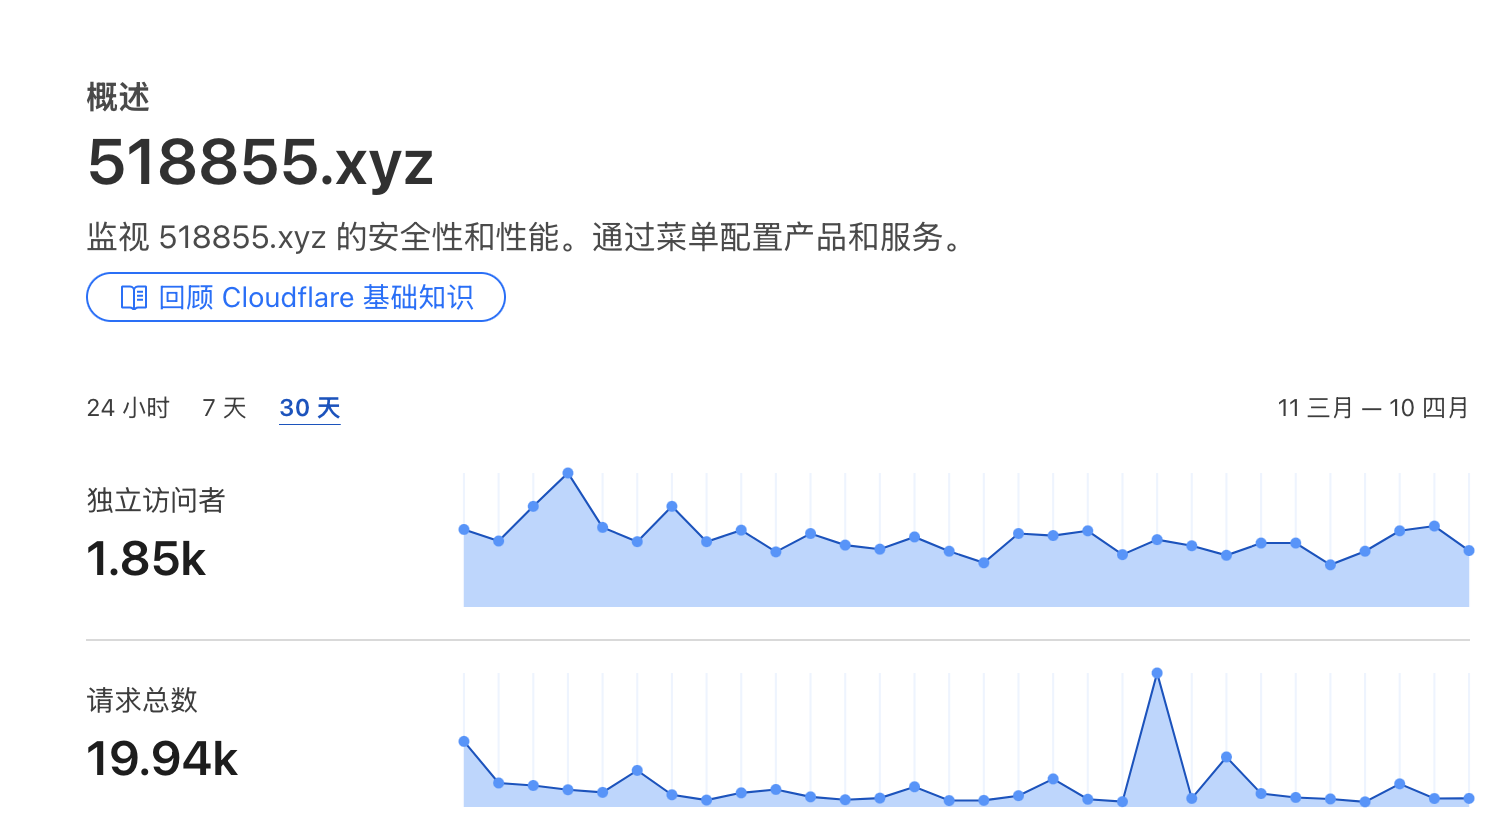 概述
518855.xyz
监视 518855.xyz 的安全性和性能。通过菜单配置产品和服务。
回顾 Cloudflare 基础知识
24 小时 7 天 30 天 11 三月 — 10 四月
独立访问者
1.85k
请求总数
19.94k